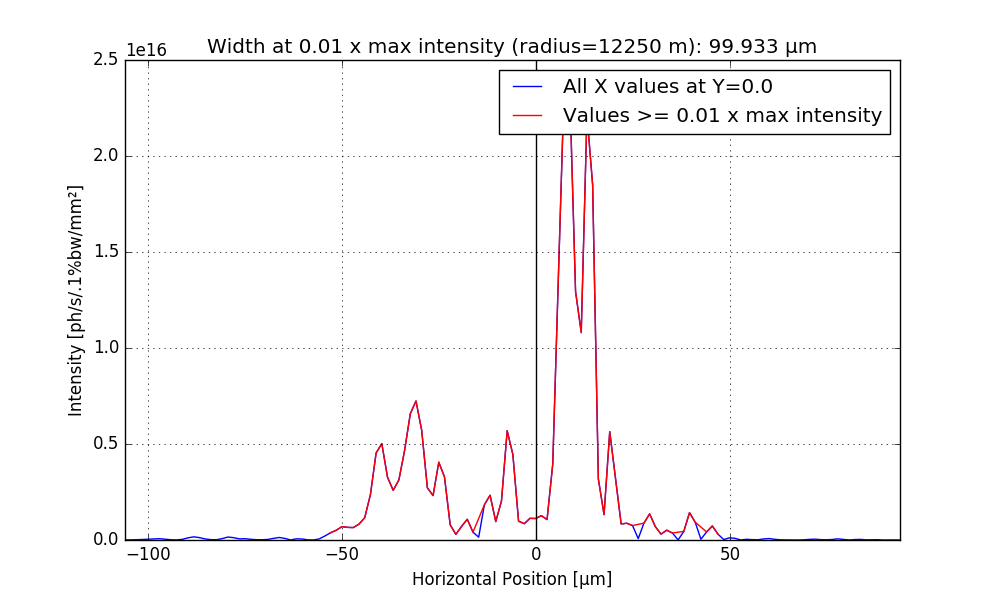 Width at 0.01 x max intensity (radius=12250 m): 99.933 µm
1e16
All X values at Y=0.0
Values >= 0.01 x max intensity
2.5
2.0
1.5
1.0
0.5
0.0
Intensity [ph/s/.1%bw/mm²]
−100
−50
0
50
Horizontal Position [µm]